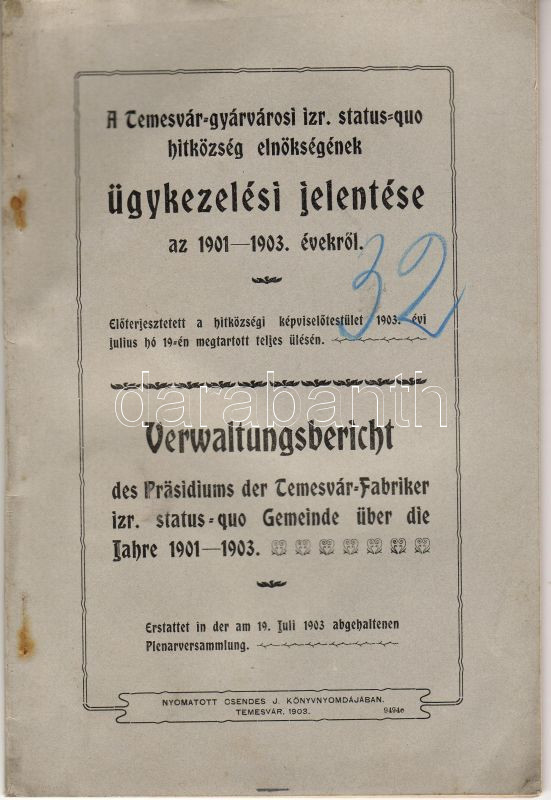 A Temesvár-gyárvárosi izr. status-quo
hitközség elnökségének
ügykezelési jelentése
az 1901—1903. évekről.
32
Előterjesztetett a hitközségi képviselőtestület 1903. évi
julius hó 19-én megtartott teljes ülésén.
darabanth
Verwaltungsbericht
des Präsidiums der Temesvár-Fabriker
izr. status-quo Gemeinde über die
Jahre 1901—1903.
Erstattet in der am 19. Juli 1903 abgehaltenen
Plenarversammlung.
NYOMATOTT CSENDES J. KÖNYVNYOMDÁJÁBAN.
TEMESVÁR, 1903.
9494e